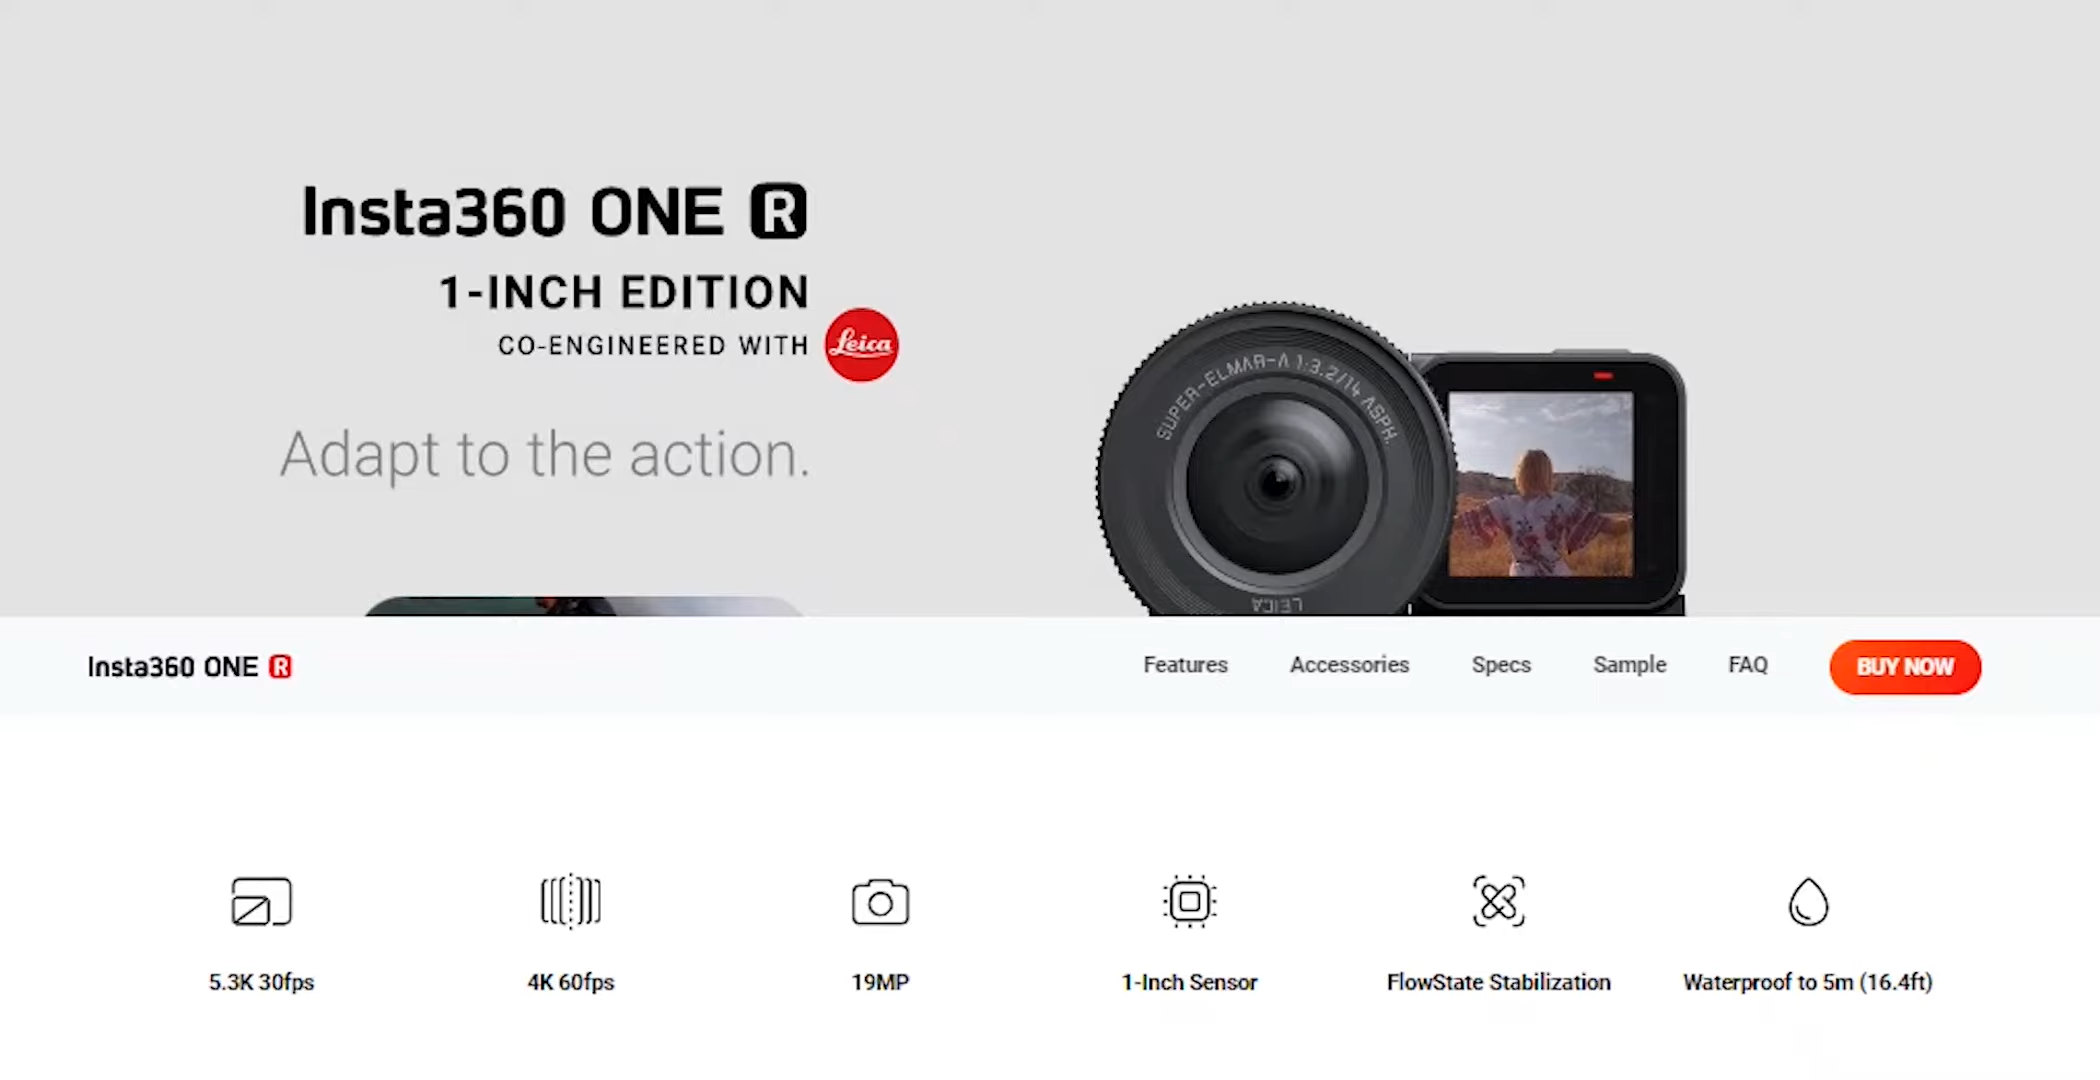 Insta360 ONE R
1-INCH EDITION
CO-ENGINEERED WITH Leica
Adapt to the action.
SUPER-ELMAR-A 1:3.2/14 ASPH.
LEICA
Insta360 ONE R
Features Accessories Specs Sample FAQ BUY NOW
5.3K 30fps 4K 60fps 19MP 1-Inch Sensor FlowState Stabilization Waterproof to 5m (16.4ft)